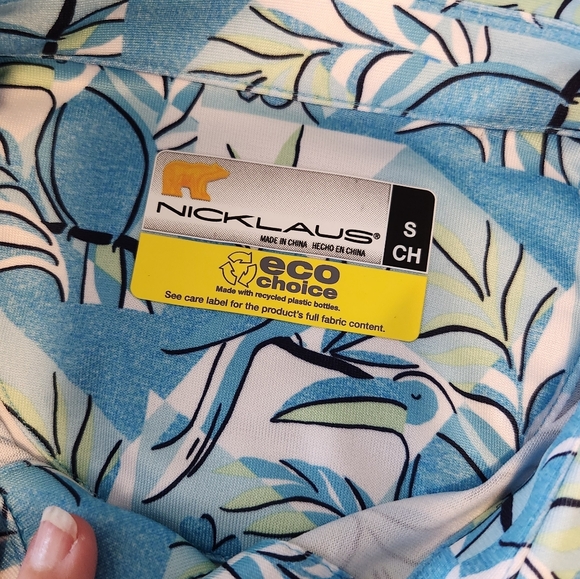 NICKLAUS®
MADE IN CHINA HECHO EN CHINA
S
CH
eco
choice
Made with recycled plastic bottles.
See care label for the product's full fabric content.